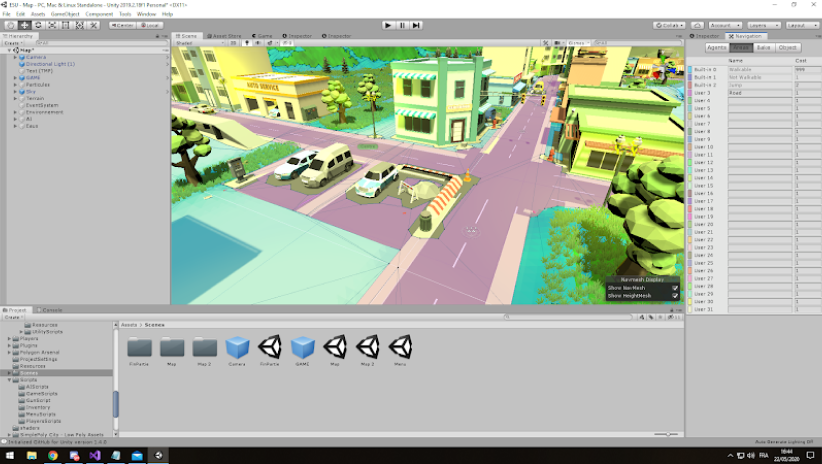 ESU - Map - PC, Mac & Linux Standalone - Unity 2019.2.18f1 Personal* <DX11>
File Edit Assets GameObject Component Tools Window Help
Center Local
Collab Account Layers Layout
Hierarchy Scene Asset Store Game Inspector Inspector Inspector Navigation
Create
Shaded
Gizmos
Agents Areas Bake Object
Map*
Camera
Directional Light (1)
Text (TMP)
GAME
Particules
Terrain
EventSystem
Environnement
Eaux
AUTO SERVICE
Name Cost
Built-in 0 Walkable
Built-in 1 Not Walkable 1
Built-in 2 Jump 2
User 3 Road 1
User 4 1
User 5 1
User 6 1
User 7 1
User 8 1
User 9 1
User 10 1
User 11 1
User 12 1
User 13 1
User 14 1
User 15 1
User 16 1
User 17 1
User 18 1
User 19 1
User 20 1
User 21 1
User 22 1
User 23 1
User 24 1
User 25 1
User 26 1
User 27 1
User 28 1
User 29 1
User 30 1
User 31 1
Navmesh Display
Show NavMesh
Show HeightMesh
Project Console
Create
Assets Scenes
Resources
UtilityScripts
Players
Plugins
Polygon Arsenal
ProjectSettings
Resources
Scenes
Scripts
AIScripts
GameScripts
GunScript
Inventory
MenuScripts
PlayersScripts
shaders
SimplePoly City - Low Poly Assets
FinPartie Map Map 2 Camera FinPartie GAME Map Map 2 Menu
Initialized GitHub for Unity version 1.4.0
Auto Generate Lighting Off
FRA
16:44
22/05/2020